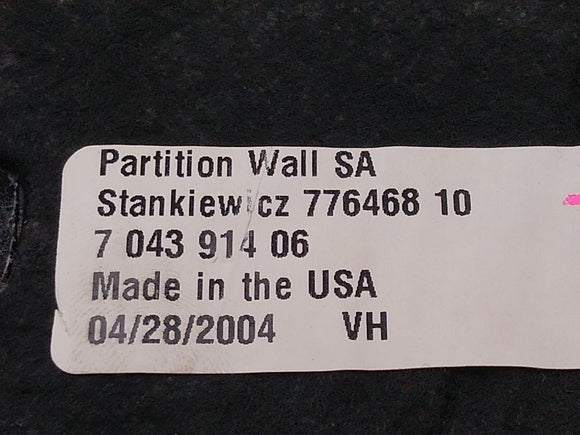 Partition Wall SA
Stankiewicz 776468 10
7 043 914 06
Made in the USA
04/28/2004 VH